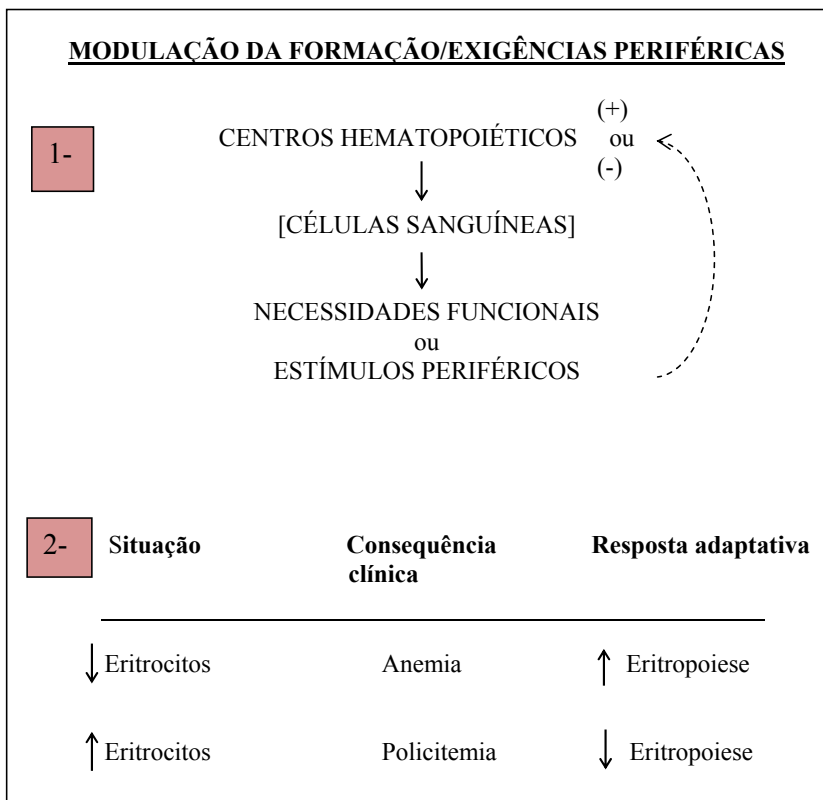 MODULAÇÃO DA FORMAÇÃO/EXIGÊNCIAS PERIFÉRICAS
1-
CENTROS HEMATOPOIÉTICOS (+) ou (-)
[CÉLULAS SANGUÍNEAS]
NECESSIDADES FUNCIONAIS
ou
ESTÍMULOS PERIFÉRICOS
2- Situação Consequência clínica Resposta adaptativa
↓ Eritrocitos Anemia ↑ Eritropoiese
↑ Eritrocitos Policitemia ↓ Eritropoiese